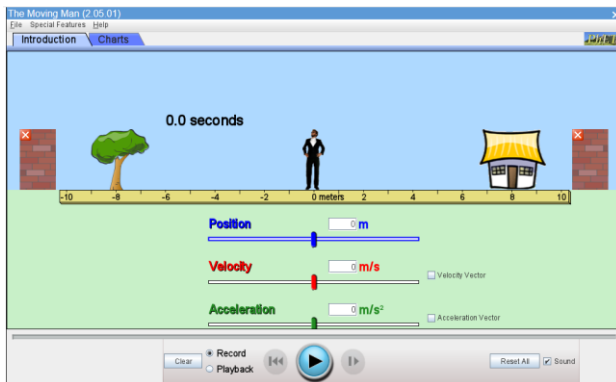 The Moving Man (2.05.01)
File Special Features Help
Introduction Charts PhET
0.0 seconds
-10 -8 -6 -4 -2 0 meters 2 4 6 8 10
Position 0 m
Velocity 0 m/s
Velocity Vector
Acceleration 0 m/s²
Acceleration Vector
Clear Record
Playback
Reset All Sound